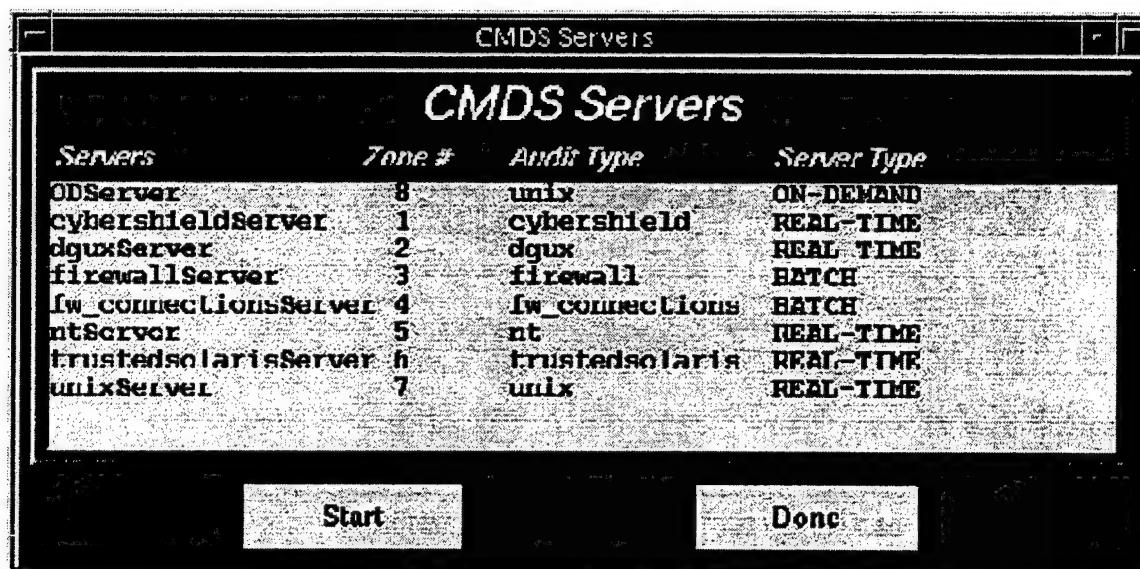 CMDS Servers
CMDS Servers
Servers Zone # Audit Type Server Type
ODServer 8 unix ON-DEMAND
cybershieldServer 1 cybershield REAL-TIME
dguxServer 2 dgux REAL-TIME
firewallServer 3 firewall BATCH
fw_connectionsServer 4 fw_connections BATCH
ntServer 5 nt REAL-TIME
trustedsolarisServer 6 trustedsolaris REAL-TIME
unixServer 7 unix REAL-TIME
Start Done